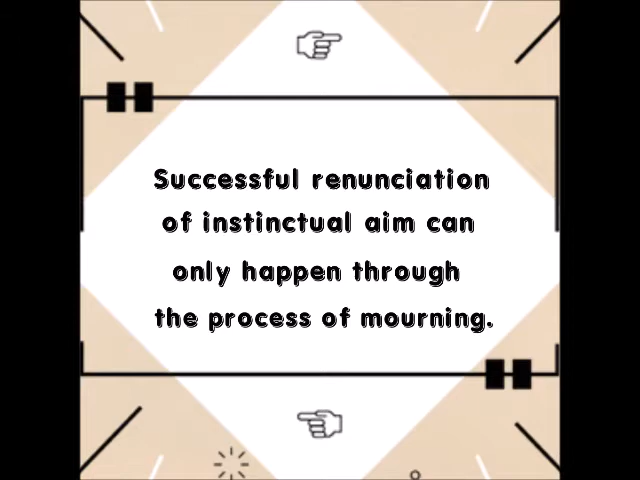 Successful renunciation
of instinctual aim can
only happen through
the process of mourning.